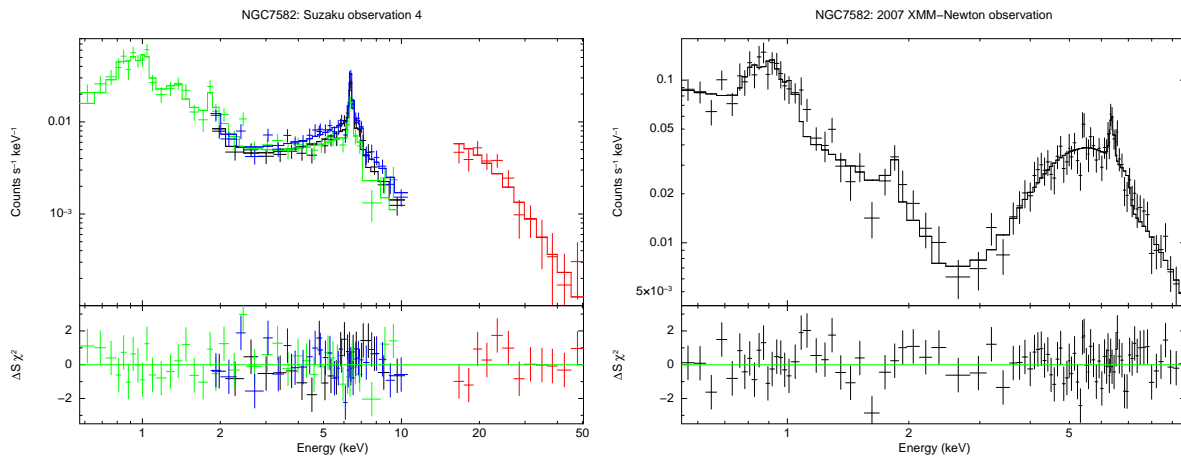 NGC7582: Suzaku observation 4
0.01
10⁻³
Counts s⁻¹ keV⁻¹
2
0
−2
ΔS χ²
1 2 5 10 20 50
Energy (keV)
NGC7582: 2007 XMM−Newton observation
0.1
0.05
0.02
0.01
5×10⁻³
Counts s⁻¹ keV⁻¹
2
0
−2
ΔS χ²
1 2 5
Energy (keV)